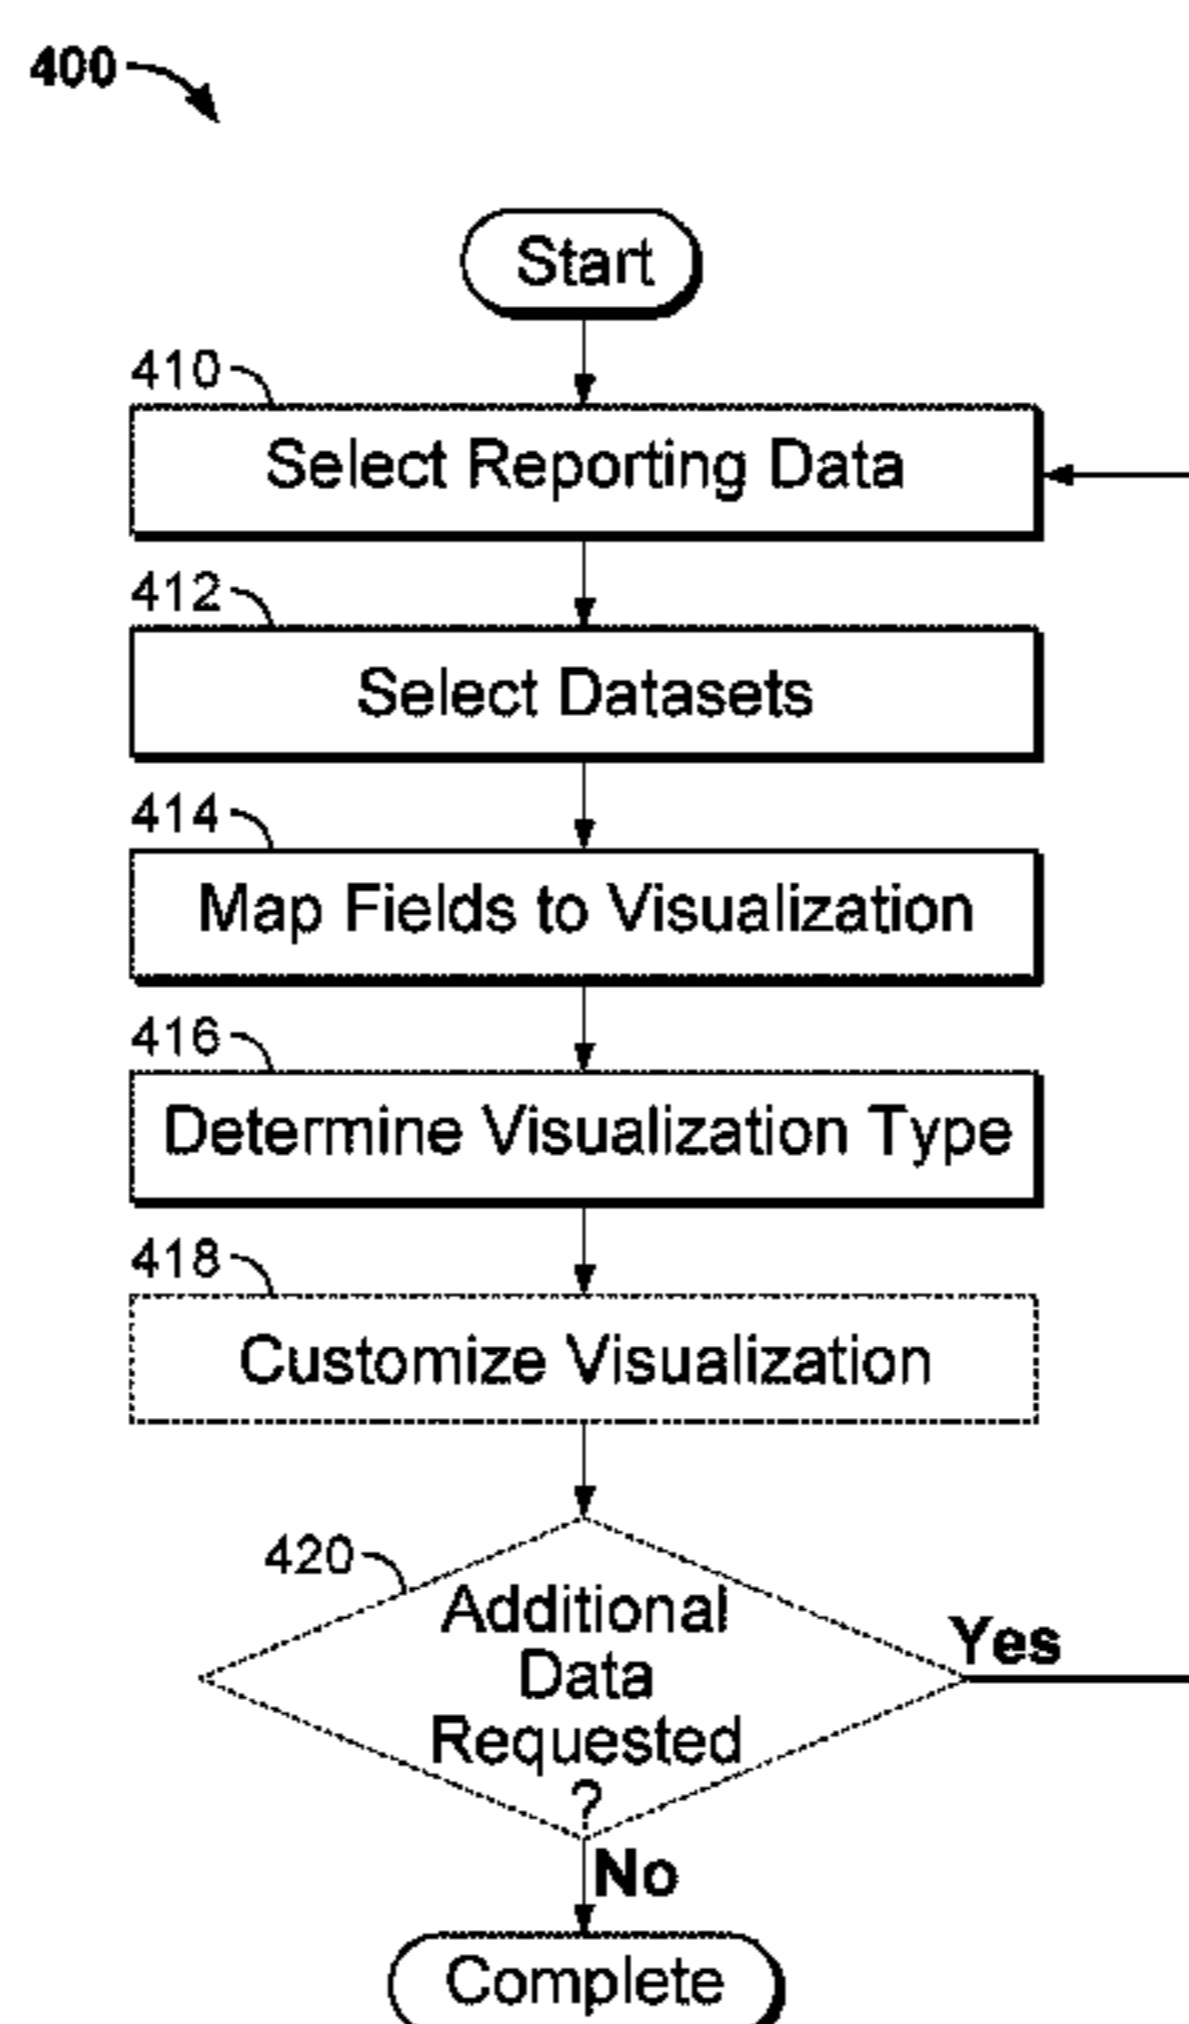 400
Start
410
Select Reporting Data
412
Select Datasets
414
Map Fields to Visualization
416
Determine Visualization Type
418
Customize Visualization
420
Additional
Data
Requested
?
Yes
No
Complete